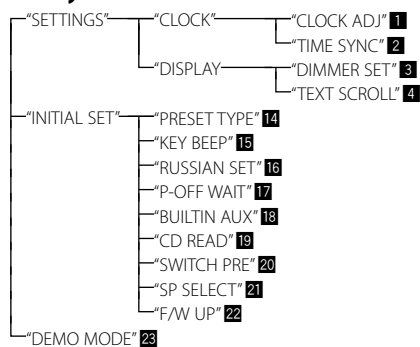 “SETTINGS” “CLOCK” “CLOCK ADJ” 1
“TIME SYNC” 2
“DISPLAY “DIMMER SET” 3
“TEXT SCROLL” 4
“INITIAL SET” “PRESET TYPE” 14
“KEY BEEP” 15
“RUSSIAN SET” 16
“P-OFF WAIT” 17
“BUILTIN AUX” 18
“CD READ” 19
“SWITCH PRE” 20
“SP SELECT” 21
“F/W UP” 22
“DEMO MODE” 23